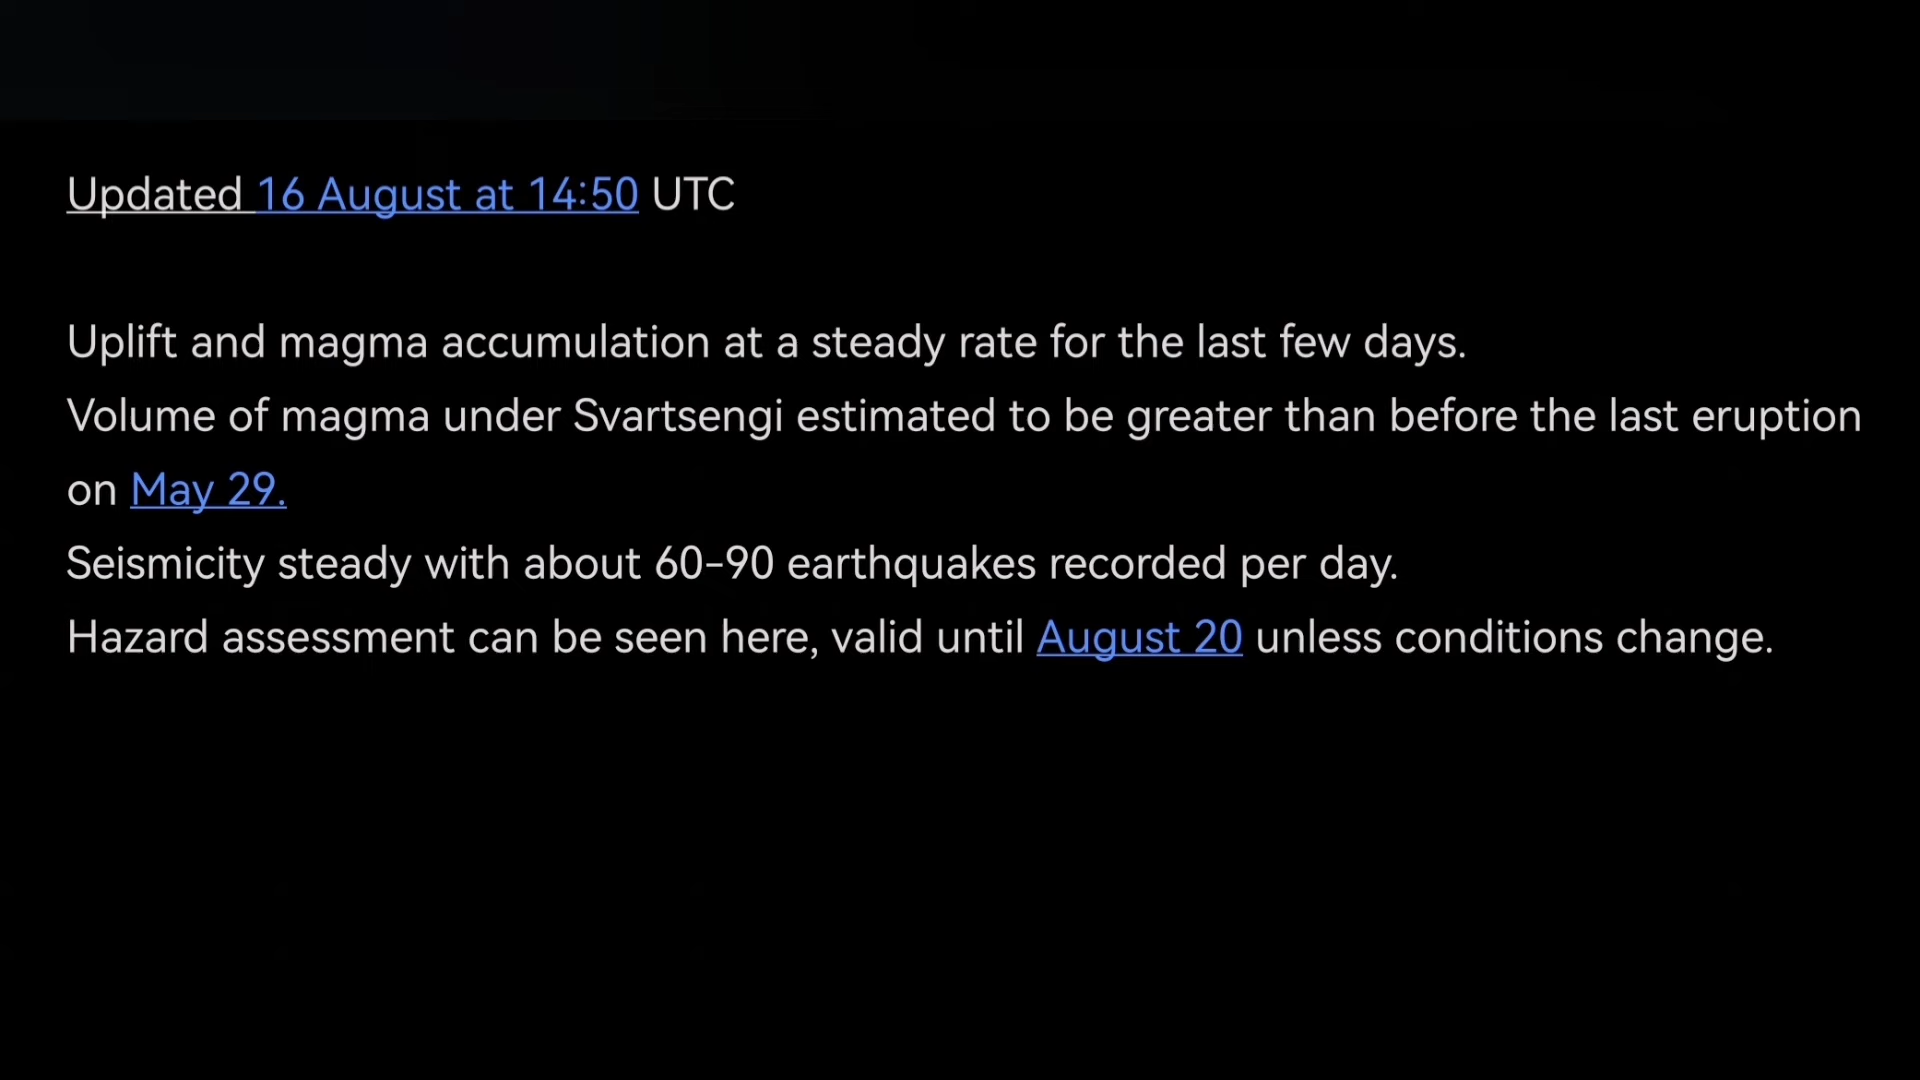 Updated 16 August at 14:50 UTC
Uplift and magma accumulation at a steady rate for the last few days.
Volume of magma under Svartsengi estimated to be greater than before the last eruption
on May 29.
Seismicity steady with about 60-90 earthquakes recorded per day.
Hazard assessment can be seen here, valid until August 20 unless conditions change.